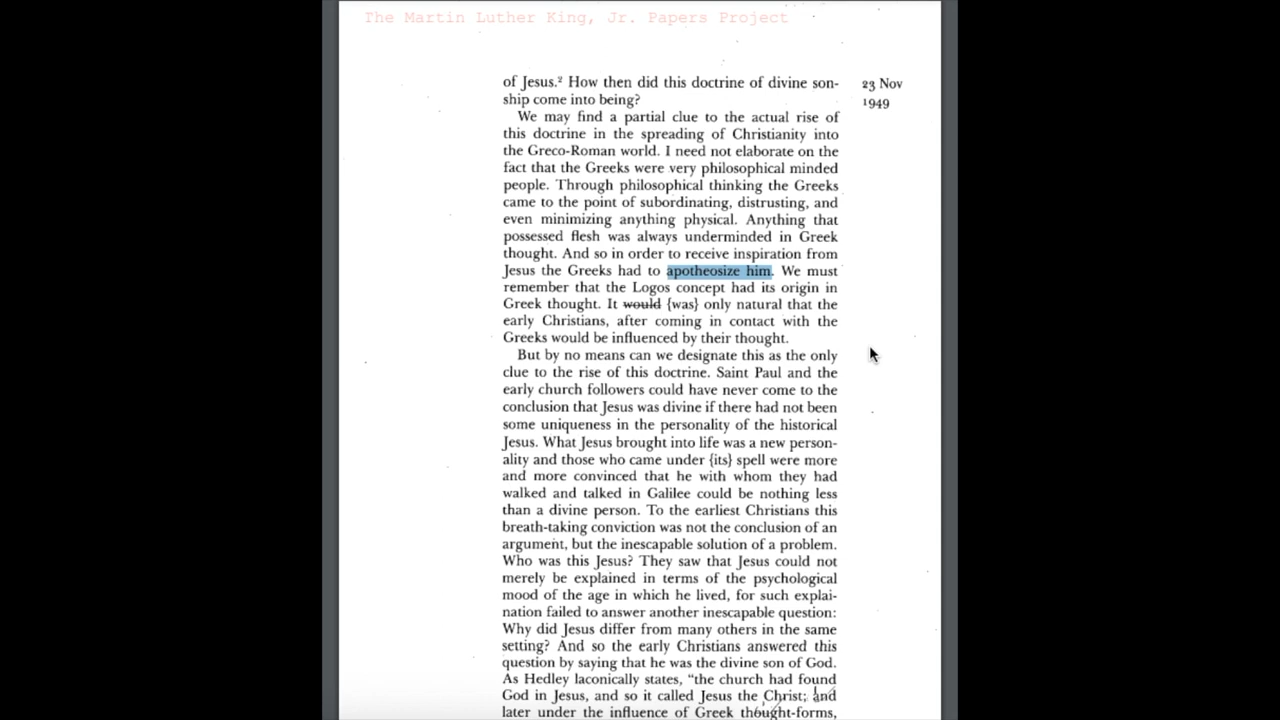 The Martin Luther King, Jr. Papers Project
of Jesus.² How then did this doctrine of divine son-
ship come into being?
23 Nov
1949
We may find a partial clue to the actual rise of
this doctrine in the spreading of Christianity into
the Greco-Roman world. I need not elaborate on the
fact that the Greeks were very philosophical minded
people. Through philosophical thinking the Greeks
came to the point of subordinating, distrusting, and
even minimizing anything physical. Anything that
possessed flesh was always underminded in Greek
thought. And so in order to receive inspiration from
Jesus the Greeks had to apotheosize him. We must
remember that the Logos concept had its origin in
Greek thought. It would {was} only natural that the
early Christians, after coming in contact with the
Greeks would be influenced by their thought.
But by no means can we designate this as the only
clue to the rise of this doctrine. Saint Paul and the
early church followers could have never come to the
conclusion that Jesus was divine if there had not been
some uniqueness in the personality of the historical
Jesus. What Jesus brought into life was a new person-
ality and those who came under {its} spell were more
and more convinced that he with whom they had
walked and talked in Galilee could be nothing less
than a divine person. To the earliest Christians this
breath-taking conviction was not the conclusion of an
argument, but the inescapable solution of a problem.
Who was this Jesus? They saw that Jesus could not
merely be explained in terms of the psychological
mood of the age in which he lived, for such explai-
nation failed to answer another inescapable question:
Why did Jesus differ from many others in the same
setting? And so the early Christians answered this
question by saying that he was the divine son of God.
As Hedley laconically states, “the church had found
God in Jesus, and so it called Jesus the Christ; and
later under the influence of Greek thought-forms,